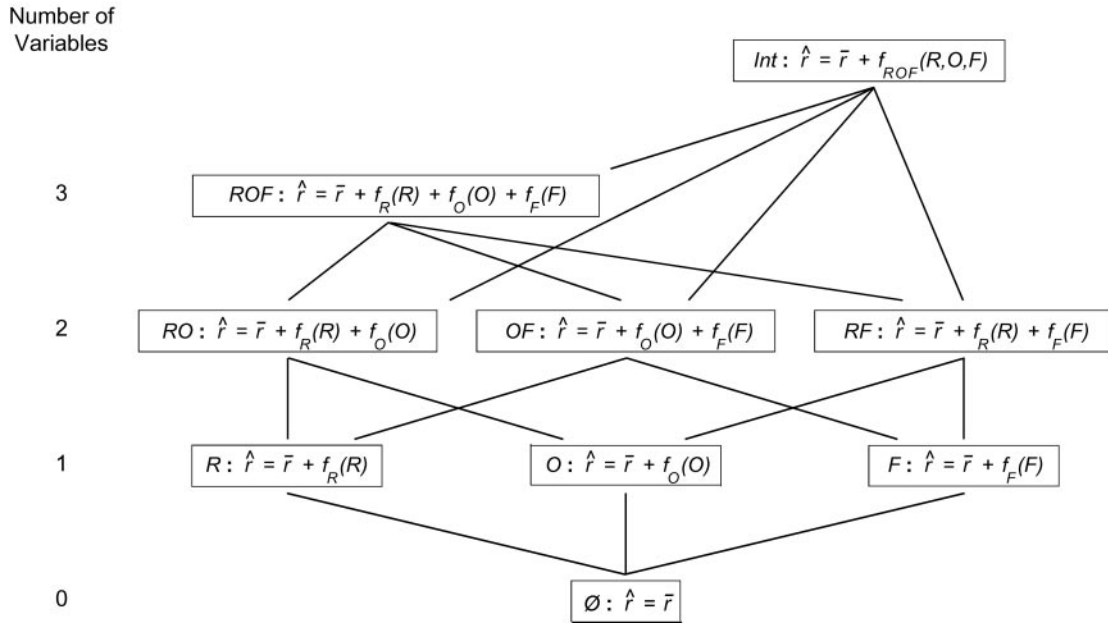 Number of
Variables
Int : r̂ = r̄ + f_ROF(R,O,F)
3
ROF : r̂ = r̄ + f_R(R) + f_O(O) + f_F(F)
2
RO : r̂ = r̄ + f_R(R) + f_O(O)
OF : r̂ = r̄ + f_O(O) + f_F(F)
RF : r̂ = r̄ + f_R(R) + f_F(F)
1
R : r̂ = r̄ + f_R(R)
O : r̂ = r̄ + f_O(O)
F : r̂ = r̄ + f_F(F)
0
Ø : r̂ = r̄